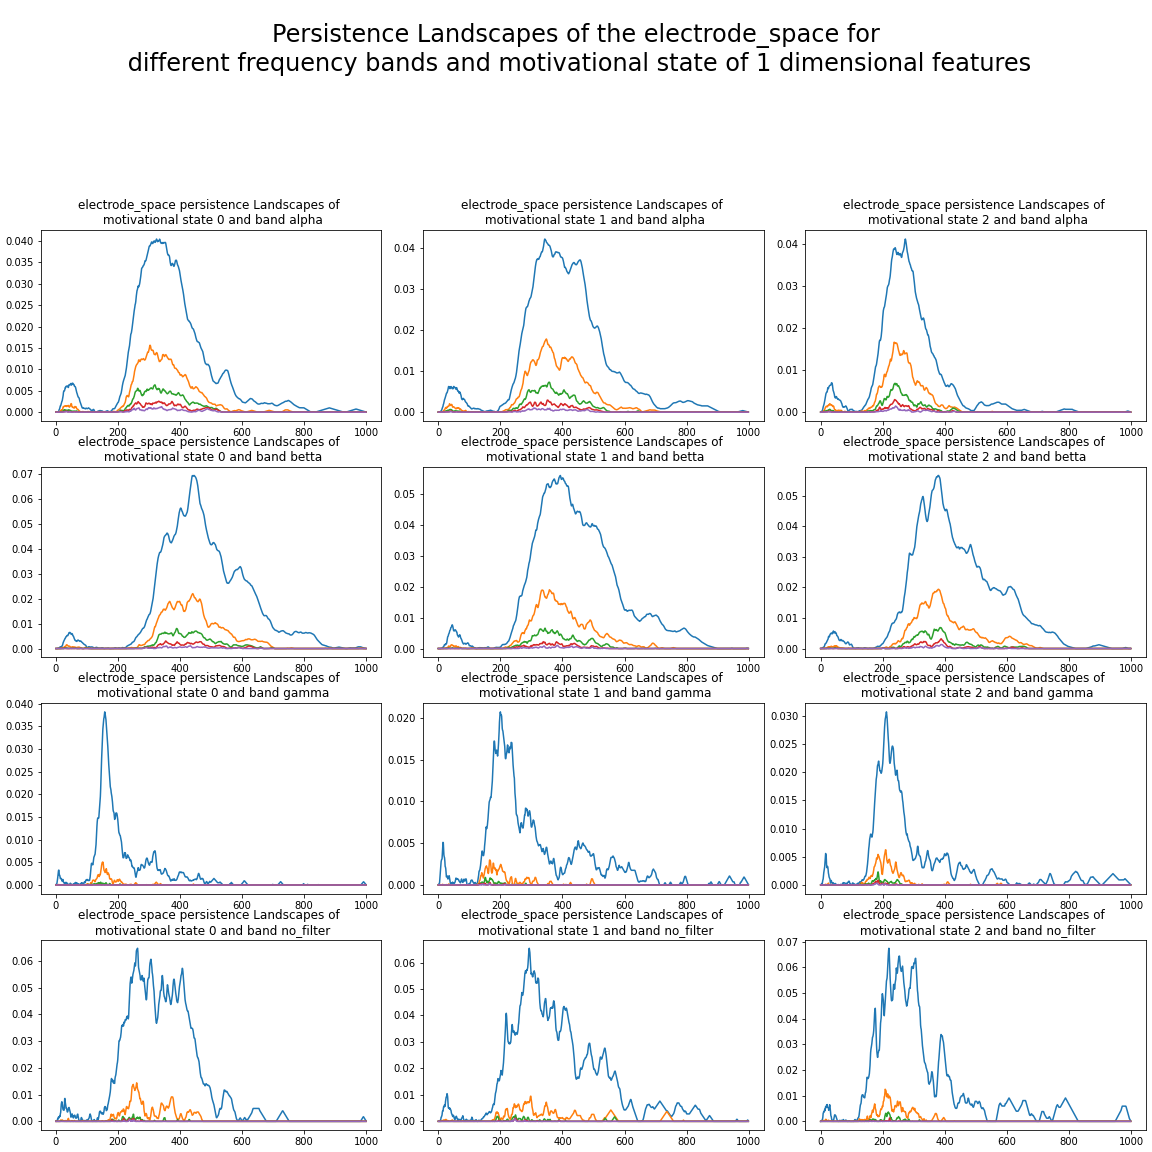 Persistence Landscapes of the electrode_space for
different frequency bands and motivational state of 1 dimensional features
electrode_space persistence Landscapes of
motivational state 0 and band alpha
0.040
0.035
0.030
0.025
0.020
0.015
0.010
0.005
0.000
0 200 400 600 800 1000
electrode_space persistence Landscapes of
motivational state 1 and band alpha
0.04
0.03
0.02
0.01
0.00
0 200 400 600 800 1000
electrode_space persistence Landscapes of
motivational state 2 and band alpha
0.04
0.03
0.02
0.01
0.00
0 200 400 600 800 1000
electrode_space persistence Landscapes of
motivational state 0 and band betta
0.07
0.06
0.05
0.04
0.03
0.02
0.01
0.00
0 200 400 600 800 1000
electrode_space persistence Landscapes of
motivational state 1 and band betta
0.05
0.04
0.03
0.02
0.01
0.00
0 200 400 600 800 1000
electrode_space persistence Landscapes of
motivational state 2 and band betta
0.05
0.04
0.03
0.02
0.01
0.00
0 200 400 600 800 1000
electrode_space persistence Landscapes of
motivational state 0 and band gamma
0.040
0.035
0.030
0.025
0.020
0.015
0.010
0.005
0.000
0 200 400 600 800 1000
electrode_space persistence Landscapes of
motivational state 1 and band gamma
0.020
0.015
0.010
0.005
0.000
0 200 400 600 800 1000
electrode_space persistence Landscapes of
motivational state 2 and band gamma
0.030
0.025
0.020
0.015
0.010
0.005
0.000
0 200 400 600 800 1000
electrode_space persistence Landscapes of
motivational state 0 and band no_filter
0.06
0.05
0.04
0.03
0.02
0.01
0.00
0 200 400 600 800 1000
electrode_space persistence Landscapes of
motivational state 1 and band no_filter
0.06
0.05
0.04
0.03
0.02
0.01
0.00
0 200 400 600 800 1000
electrode_space persistence Landscapes of
motivational state 2 and band no_filter
0.07
0.06
0.05
0.04
0.03
0.02
0.01
0.00
0 200 400 600 800 1000